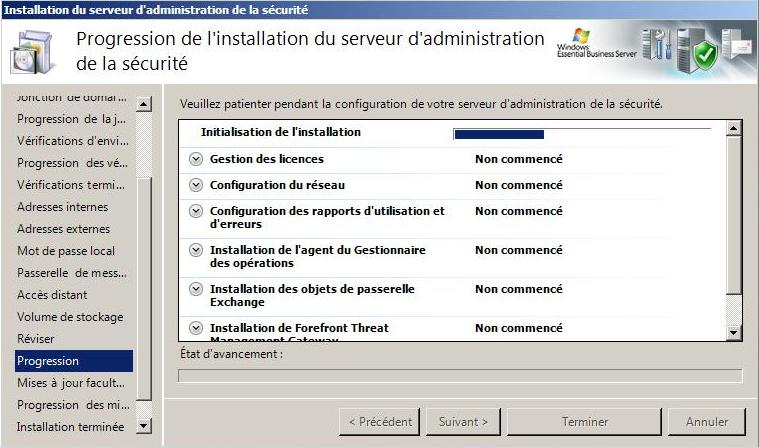 Installation du serveur d'administration de la sécurité
Progression de l'installation du serveur d'administration
de la sécurité
Windows
Essential Business Server
Jonction de domai...
Progression de la j...
Vérifications d'envi...
Progression des vé...
Vérifications termi...
Adresses internes
Adresses externes
Mot de passe local
Passerelle de mess...
Accès distant
Volume de stockage
Réviser
Progression
Mises à jour facult...
Progression des mi...
Installation terminée
Veuillez patienter pendant la configuration de votre serveur d'administration de la sécurité.
Initialisation de l'installation
Gestion des licences Non commencé
Configuration du réseau Non commencé
Configuration des rapports d'utilisation et Non commencé
d'erreurs
Installation de l'agent du Gestionnaire Non commencé
des opérations
Installation des objets de passerelle Non commencé
Exchange
Installation de Forefront Threat Non commencé
Management Gateway
État d'avancement :
< Précédent Suivant > Terminer Annuler